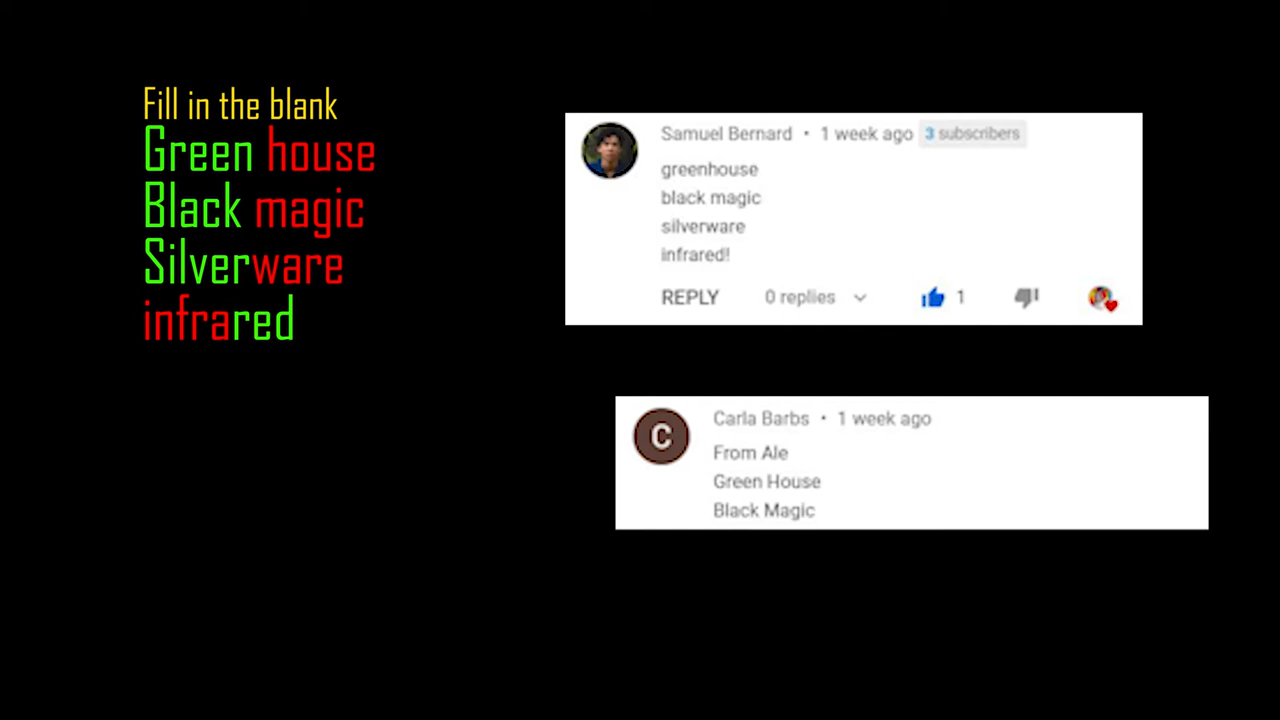 Fill in the blank
Green house
Black magic
Silverware
infrared
Samuel Bernard • 1 week ago 3 subscribers
greenhouse
black magic
silverware
infrared!
REPLY 0 replies 1
C
Carla Barbs • 1 week ago
From Ale
Green House
Black Magic